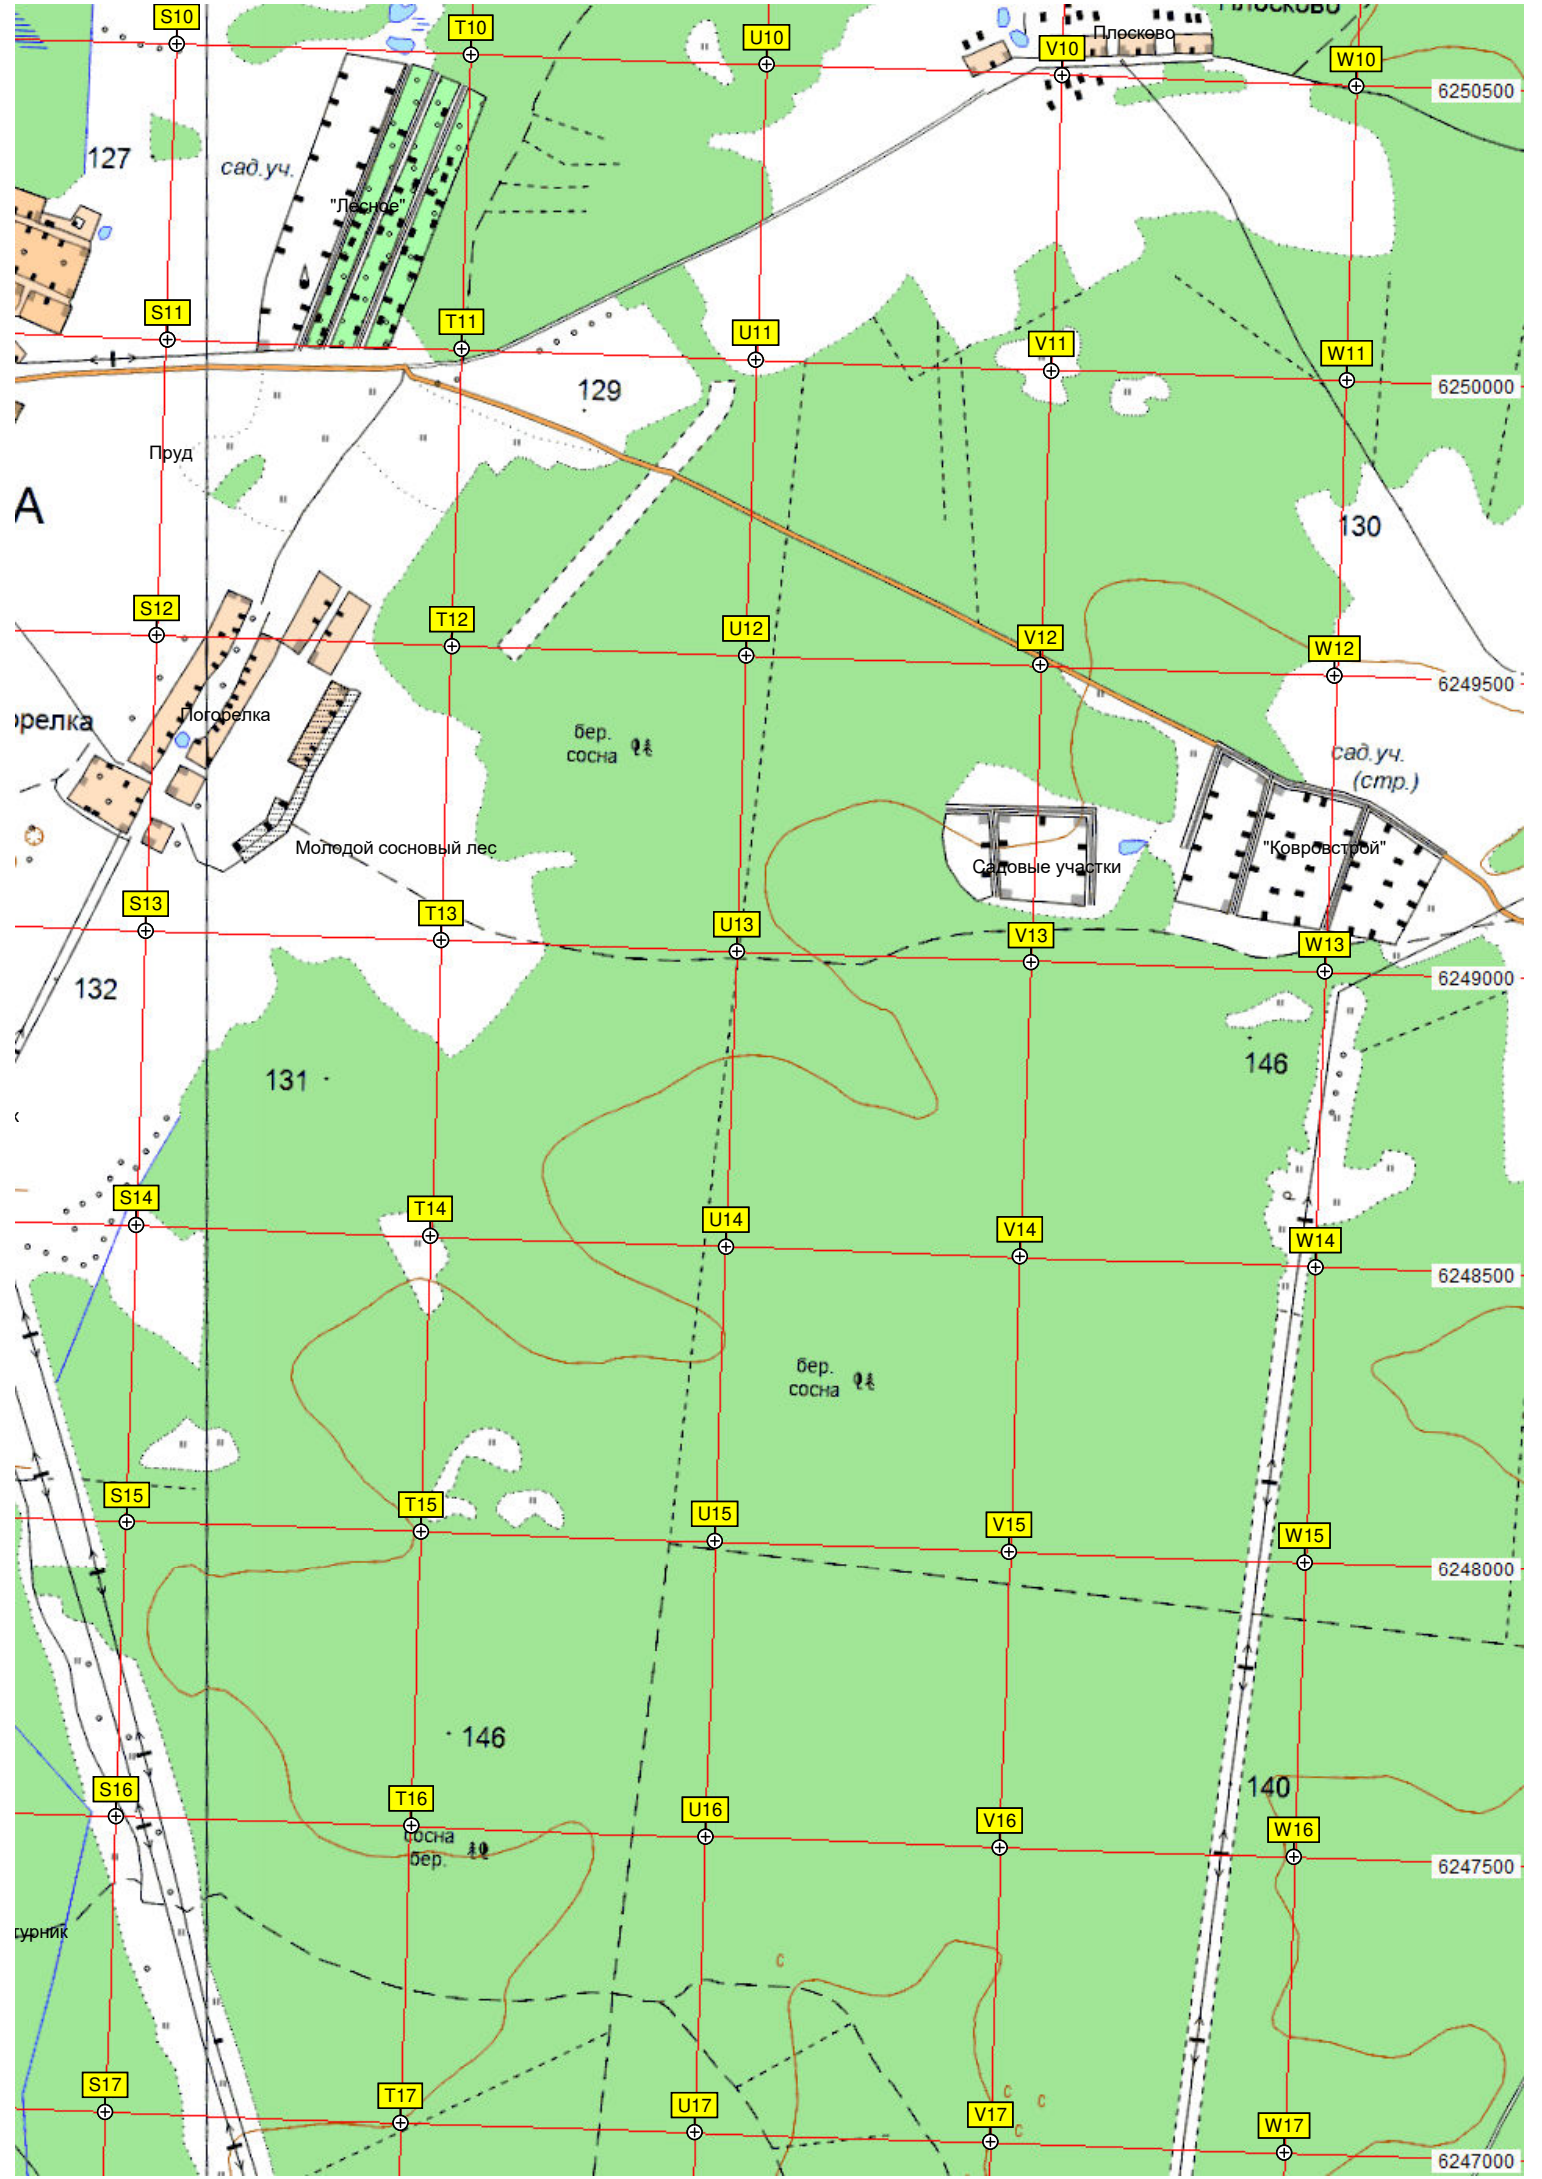 S10
T10
U10
Плосково
Плосково
V10
W10
6250500
127
сад.уч.
"Лесное"
S11
T11
U11
V11
W11
6250000
129
Пруд
А
130
S12
T12
U12
V12
W12
6249500
орелка
Погорелка
бер.
сосна
сад.уч.
(стр.)
Молодой сосновый лес
Садовые участки
"Ковровстрой"
S13
T13
U13
V13
W13
6249000
132
131
146
S14
T14
U14
V14
W14
р
6248500
бер.
сосна
S15
T15
U15
V15
W15
6248000
146
140
S16
T16
U16
V16
W16
сосна
бер.
6247500
турник
с
с
с
с
S17
T17
U17
V17
W17
6247000